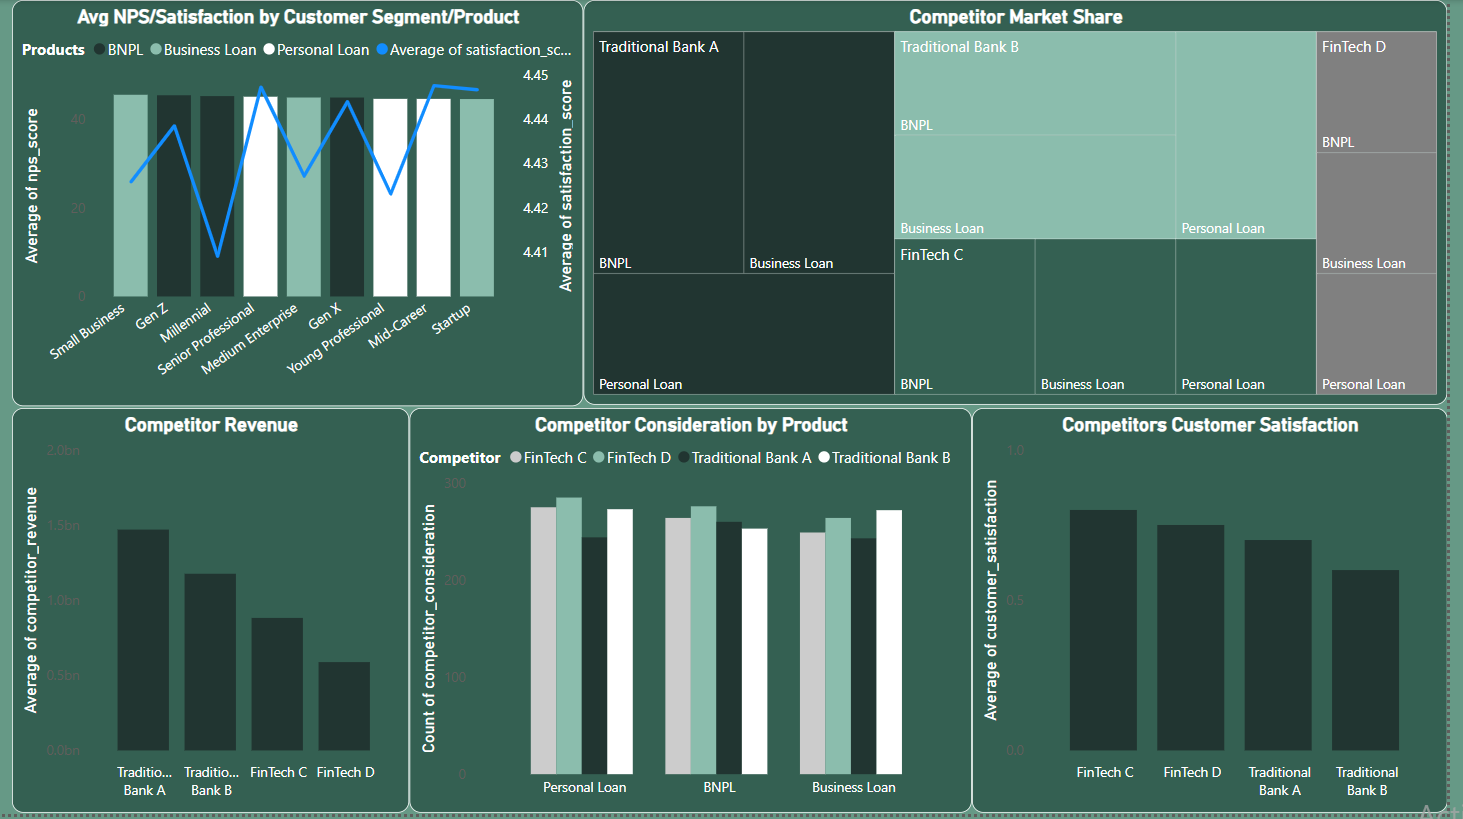 Avg NPS/Satisfaction by Customer Segment/Product
Products BNPL Business Loan Personal Loan Average of satisfaction_sc...
Average of nps_score
40
20
0
4.45
4.44
4.43
4.42
4.41
Average of satisfaction_score
Small Business
Gen Z
Millennial
Senior Professional
Medium Enterprise
Gen X
Young Professional
Mid-Career
Startup
Competitor Market Share
Traditional Bank A
BNPL
Business Loan
Personal Loan
Traditional Bank B
BNPL
Business Loan
Personal Loan
FinTech C
BNPL
Business Loan
Personal Loan
FinTech D
BNPL
Business Loan
Personal Loan
Competitor Revenue
Average of competitor_revenue
2.0bn
1.5bn
1.0bn
0.5bn
0.0bn
Traditio...
Bank A
Traditio...
Bank B
FinTech C
FinTech D
Competitor Consideration by Product
Competitor FinTech C FinTech D Traditional Bank A Traditional Bank B
Count of competitor_consideration
300
200
100
0
Personal Loan
BNPL
Business Loan
Competitors Customer Satisfaction
Average of customer_satisfaction
1.0
0.5
0.0
FinTech C
FinTech D
Traditional
Bank A
Traditional
Bank B